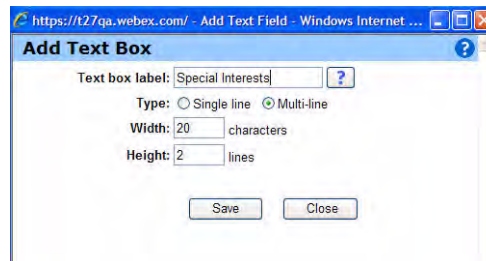 https://t27qa.webex.com/ - Add Text Field - Windows Internet ...
Add Text Box
?
Text box label: Special Interests ?
Type: Single line Multi-line
Width: 20 characters
Height: 2 lines
Save Close